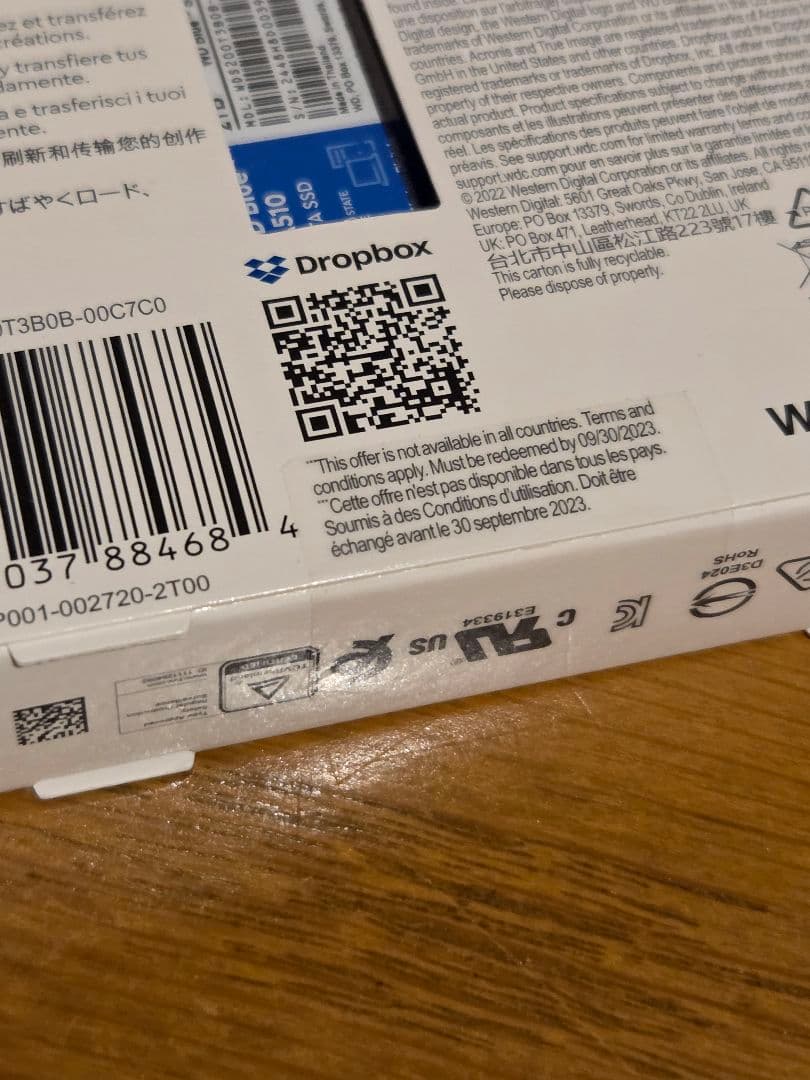 ez et transférez
créations.
y transfiere tus
damente.
a e trasferisci i tuoi
ente.
刷新和传输您的创作
すばやくロード、
510
A SSD
STATE
Digital design, the Western Digital logo and
trademarks of Western Digital Corporation or its affiliates in the
countries. Acronis and True Image are registered trademarks of Acronis
GmbH in the United States and other countries. Dropbox and the Dropbox
registered trademarks or trademarks of Dropbox, Inc. All other marks
property of their respective owners. Components and pictures shown
actual product. Product specifications subject to change without no
composants et les illustrations peuvent présenter des différences
réel. Les spécifications des produits peuvent faire l'objet de mod
préavis. See support.wdc.com for limited warranty terms and co
support.wdc.com pour en savoir plus sur la garantie limitée et
© 2022 Western Digital Corporation or its affiliates. All rights
Western Digital: 5601 Great Oaks Pkwy, San Jose, CA 951
Europe: PO Box 13379, Swords, Co Dublin, Ireland
UK: PO Box 471, Leatherhead, KT22 2LU, UK
台北市中山區松江路223號17樓
This carton is fully recyclable.
Please dispose of property.
Dropbox
0T3B0B-00C7C0
037 88468 4
P001-002720-2T00
***This offer is not available in all countries. Terms and
conditions apply. Must be redeemed by 09/30/2023.
***Cette offre n'est pas disponible dans tous les pays.
Soumis à des Conditions d'utilisation. Doit être
échangé avant le 30 septembre 2023.
W
D3E024
RoHS
E319334
C
US